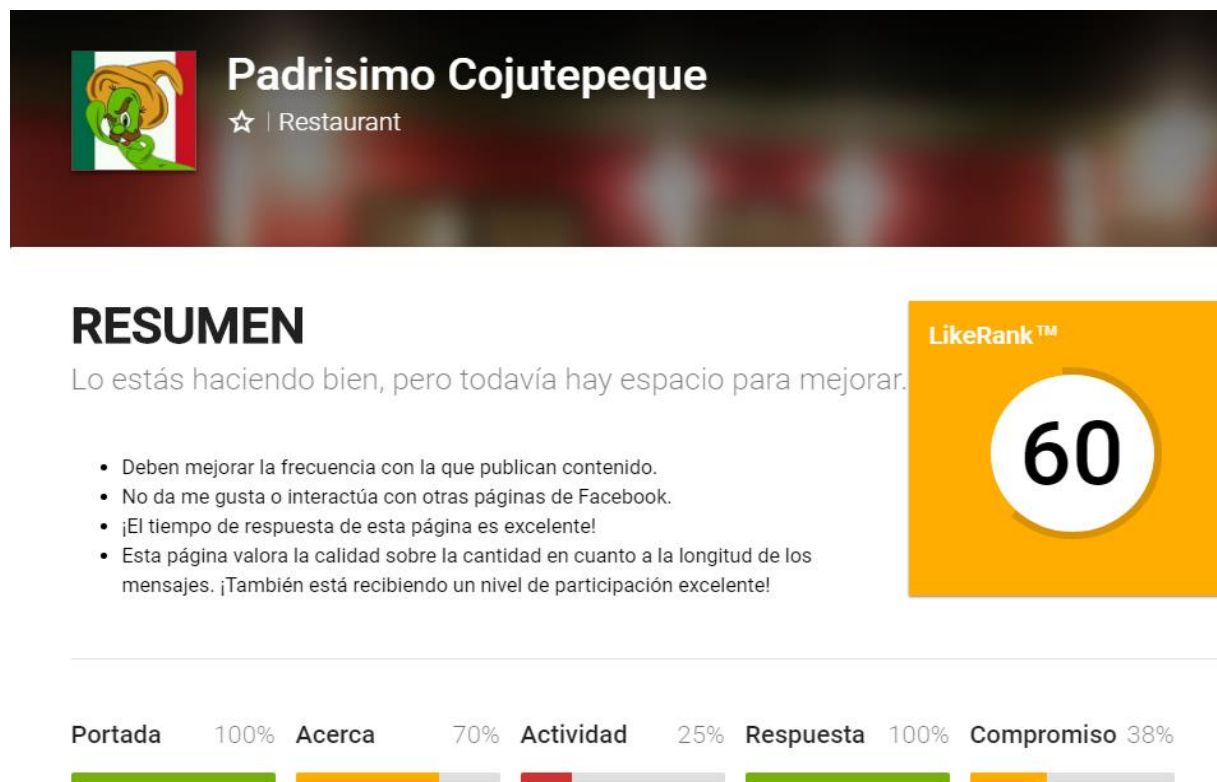 Padrisimo Cojutepeque
☆ | Restaurant
RESUMEN
Lo estás haciendo bien, pero todavía hay espacio para mejorar.
LikeRank™
60
• Deben mejorar la frecuencia con la que publican contenido.
• No da me gusta o interactúa con otras páginas de Facebook.
• ¡El tiempo de respuesta de esta página es excelente!
• Esta página valora la calidad sobre la cantidad en cuanto a la longitud de los
mensajes. ¡También está recibiendo un nivel de participación excelente!
Portada 100% Acerca 70% Actividad 25% Respuesta 100% Compromiso 38%